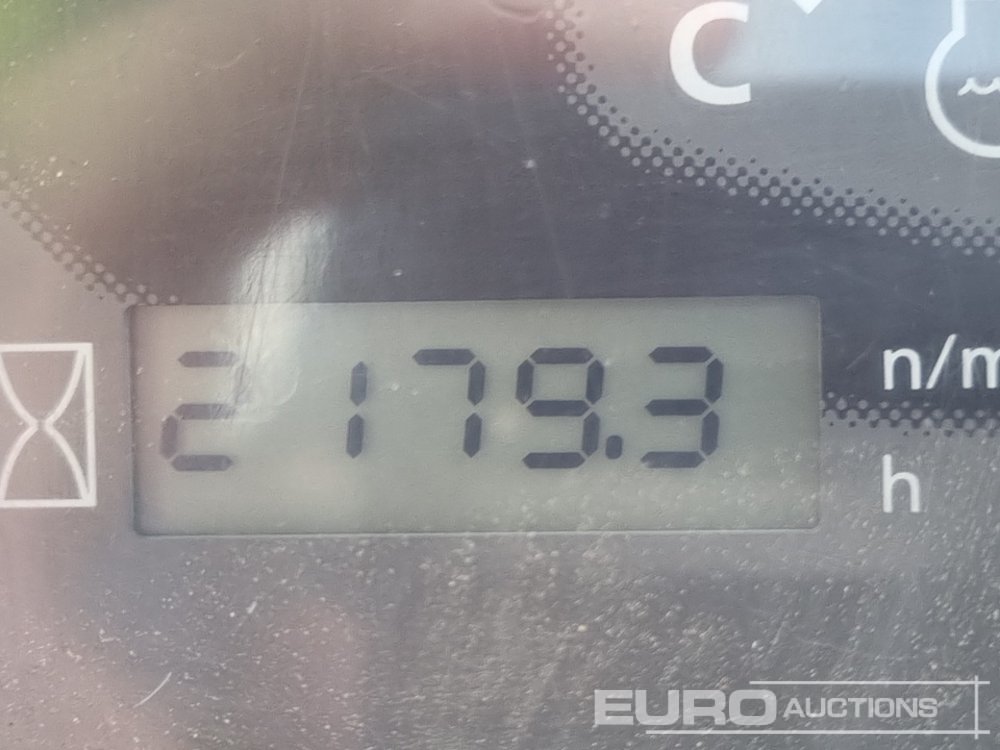 C
2179.3
n/m
h
EURO AUCTIONS